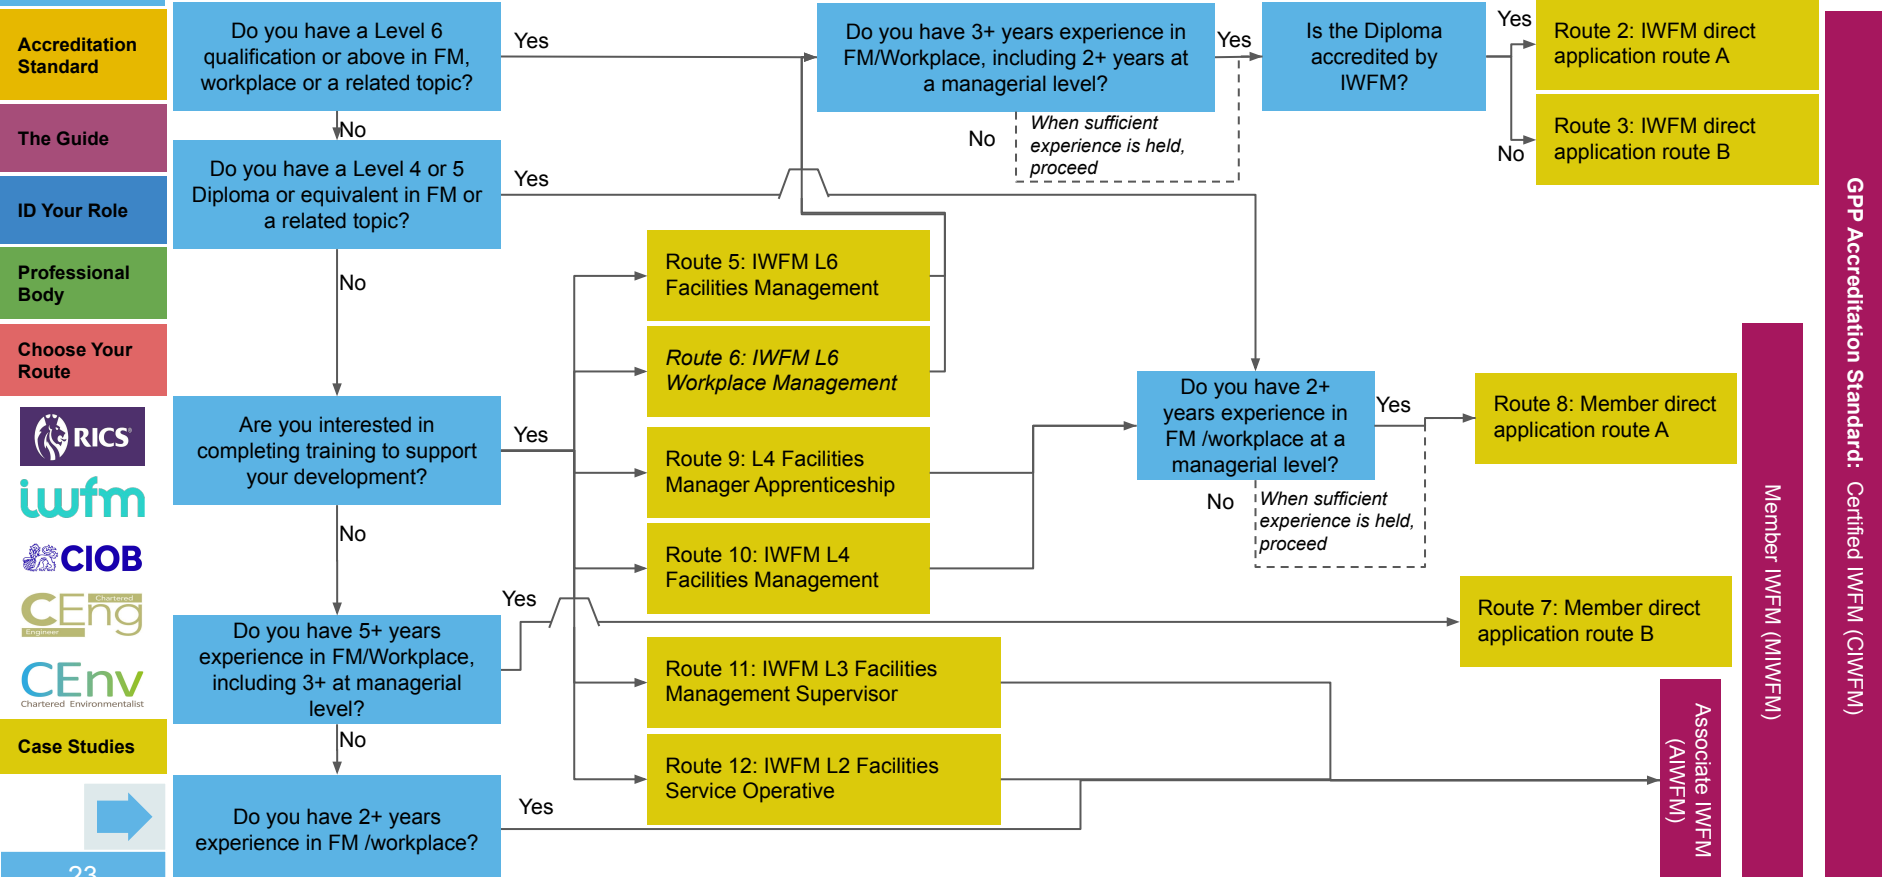 Accreditation
Standard
The Guide
ID Your Role
Professional
Body
Choose Your
Route
RICS
iwfm
CIOB
Chartered
CEng
Engineer
CEnv
Chartered Environmentalist
Case Studies
23
Do you have a Level 6
qualification or above in FM,
workplace or a related topic?
Yes
No
Do you have 3+ years experience in
FM/Workplace, including 2+ years at
a managerial level?
Yes
No
When sufficient
experience is held,
proceed
Is the Diploma
accredited by
IWFM?
Yes
No
Route 2: IWFM direct
application route A
Route 3: IWFM direct
application route B
Do you have a Level 4 or 5
Diploma or equivalent in FM or
a related topic?
Yes
No
Route 5: IWFM L6
Facilities Management
Route 6: IWFM L6
Workplace Management
Are you interested in
completing training to support
your development?
Yes
No
Route 9: L4 Facilities
Manager Apprenticeship
Route 10: IWFM L4
Facilities Management
Do you have 2+
years experience in
FM /workplace at a
managerial level?
Yes
No
When sufficient
experience is held,
proceed
Route 8: Member direct
application route A
Do you have 5+ years
experience in FM/Workplace,
including 3+ at managerial
level?
Yes
No
Route 7: Member direct
application route B
Route 11: IWFM L3 Facilities
Management Supervisor
Route 12: IWFM L2 Facilities
Service Operative
Do you have 2+ years
experience in FM /workplace?
Yes
Associate IWFM
(AIWFM)
Member IWFM (MIWFM)
GPP Accreditation Standard: Certified IWFM (CIWFM)